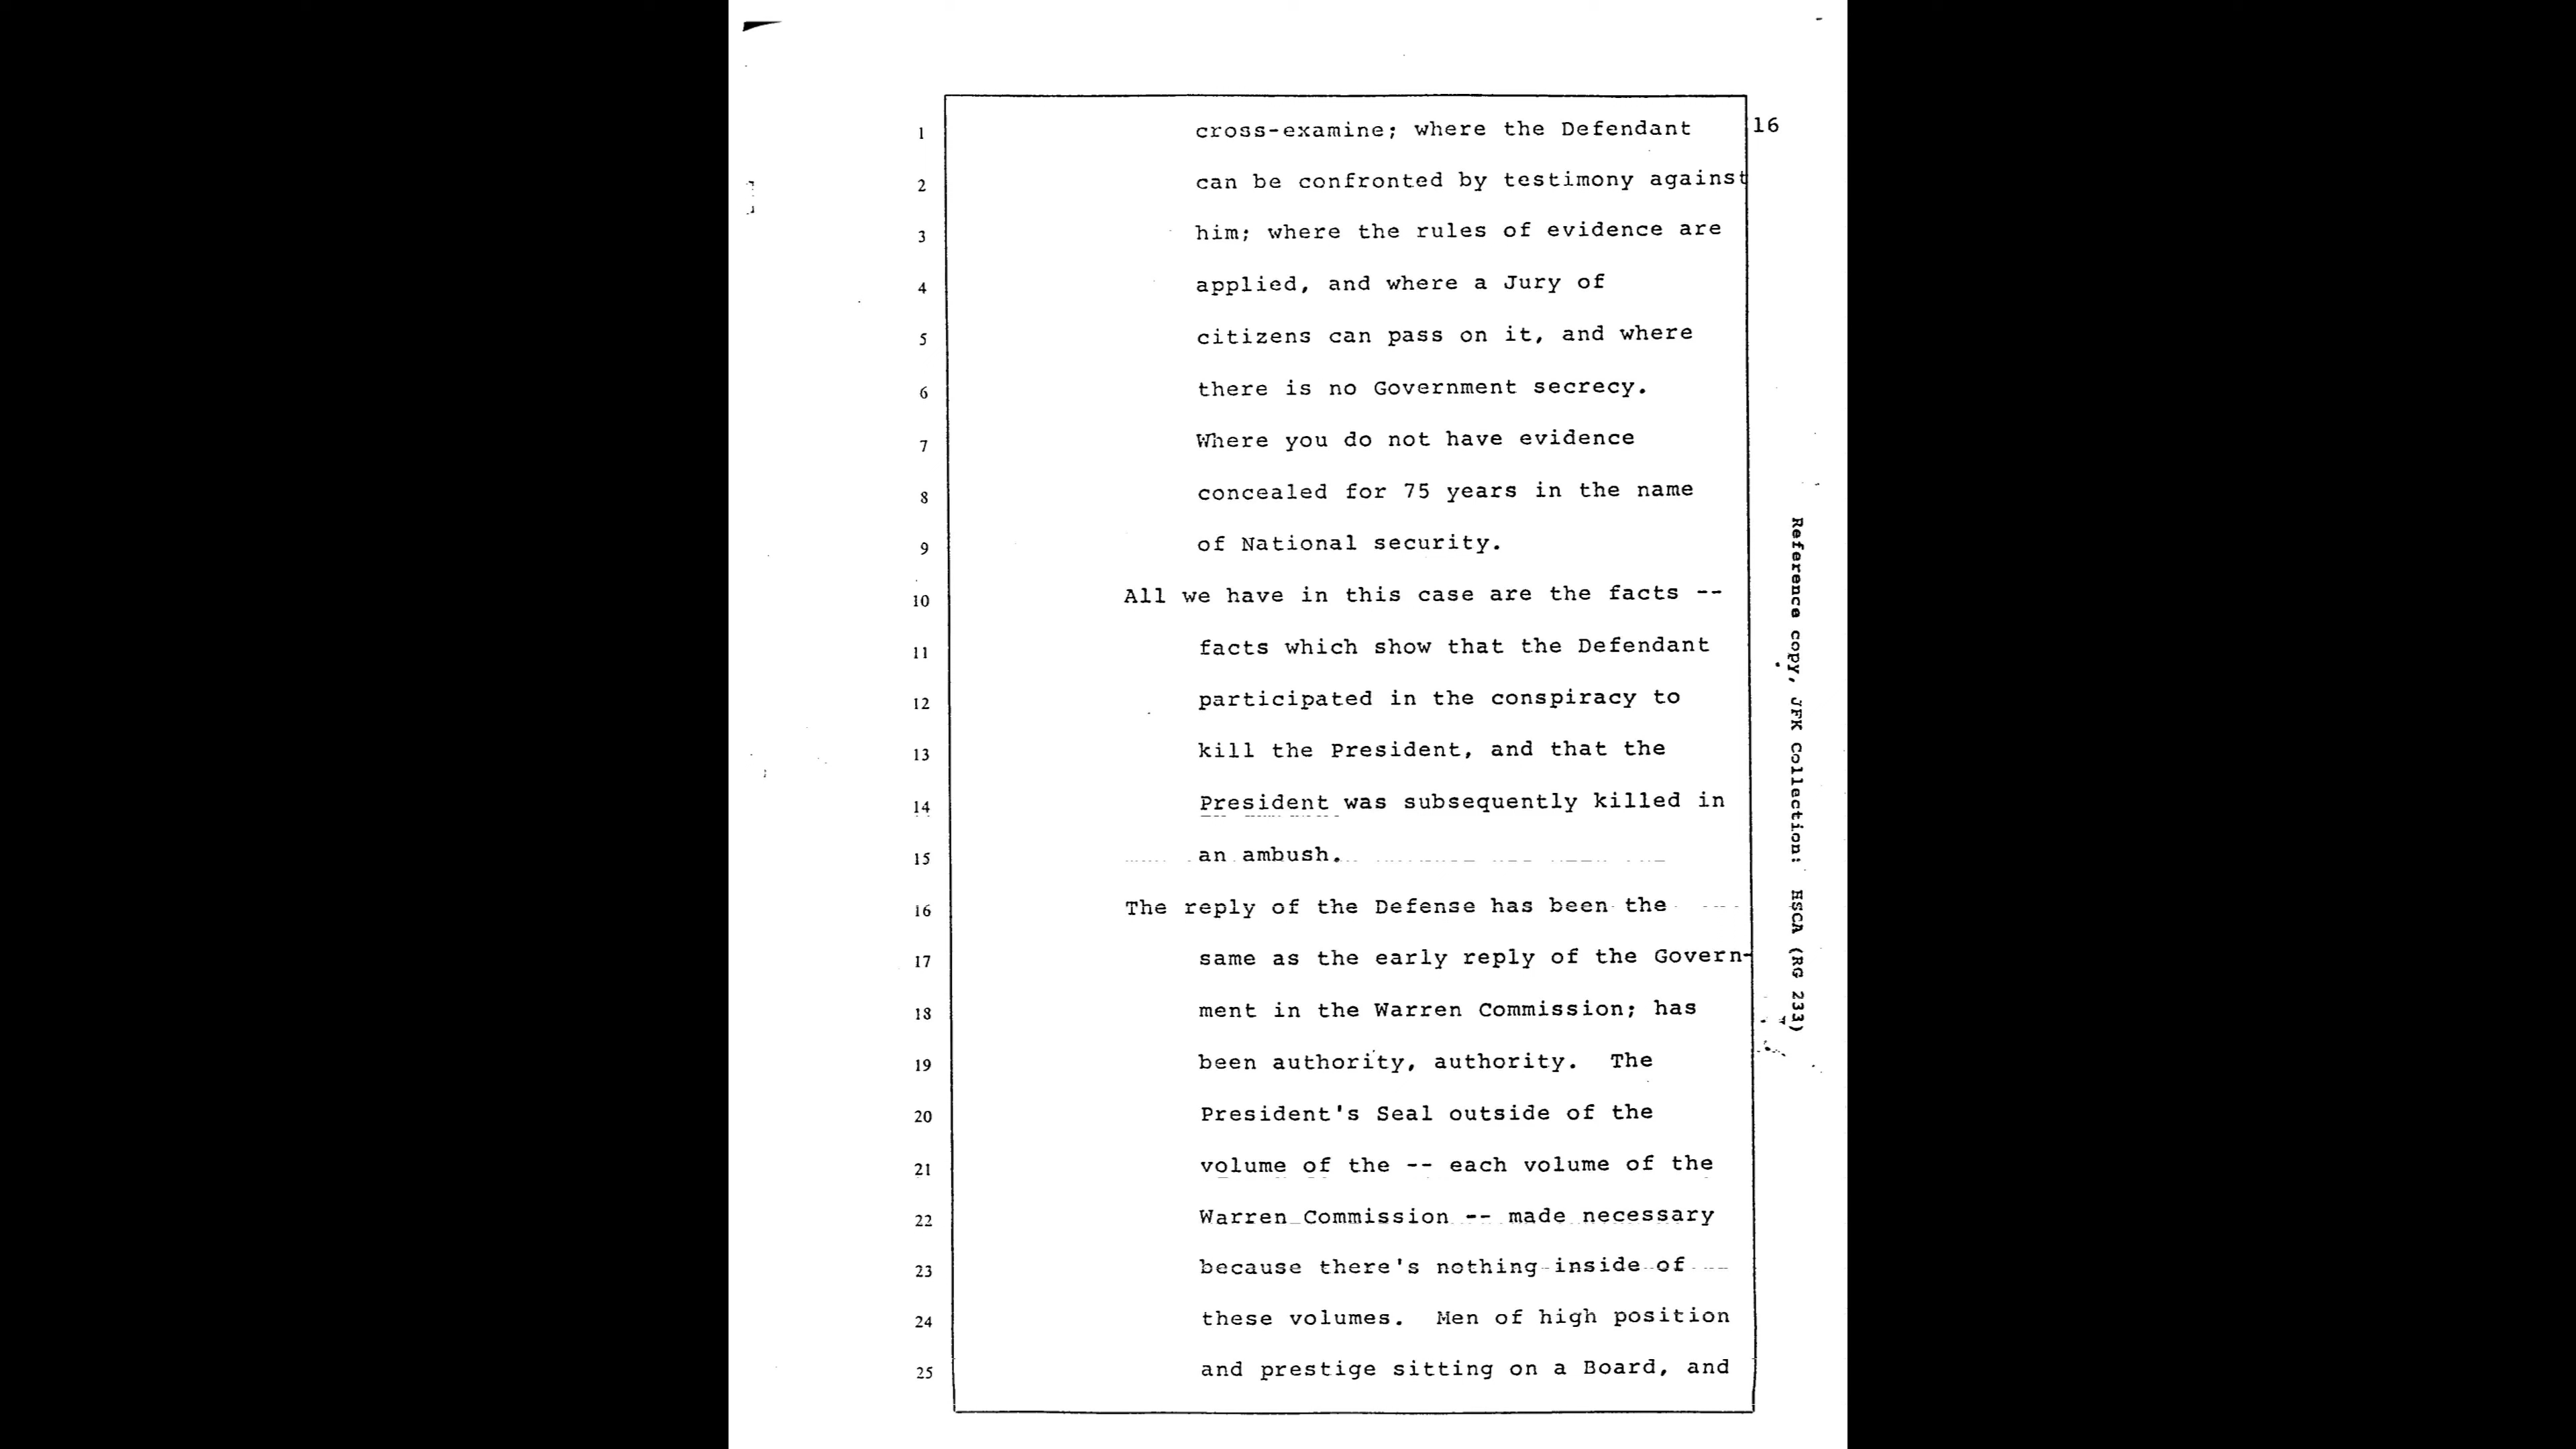 16
1 cross-examine; where the Defendant
2 can be confronted by testimony against
3 him; where the rules of evidence are
4 applied, and where a Jury of
5 citizens can pass on it, and where
6 there is no Government secrecy.
7 Where you do not have evidence
8 concealed for 75 years in the name
9 of National security.
10 All we have in this case are the facts --
11 facts which show that the Defendant
12 participated in the conspiracy to
13 kill the President, and that the
14 President was subsequently killed in
15 an ambush.
16 The reply of the Defense has been the
17 same as the early reply of the Govern-
18 ment in the Warren Commission; has
19 been authority, authority. The
20 President's Seal outside of the
21 volume of the -- each volume of the
22 Warren Commission -- made necessary
23 because there's nothing inside of
24 these volumes. Men of high position
25 and prestige sitting on a Board, and
Reference copy, JFK Collection: HSCA (RG 233)